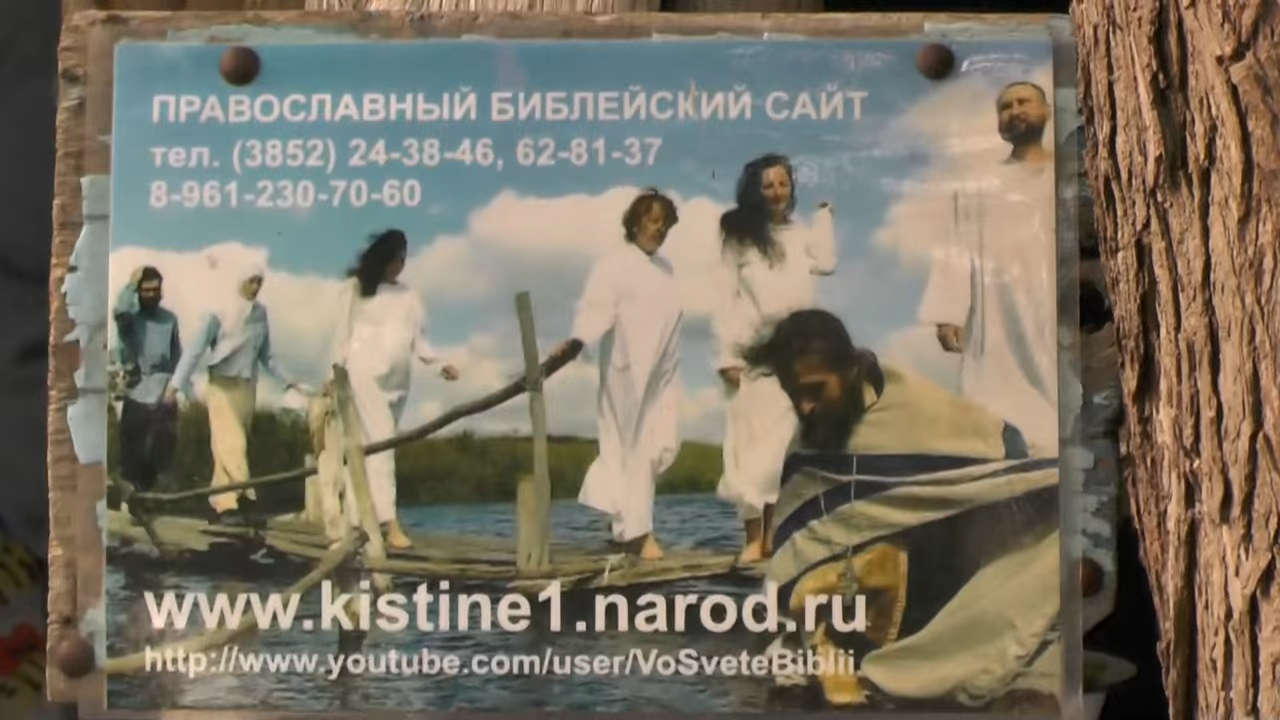 ПРАВОСЛАВНЫЙ БИБЛЕЙСКИЙ САЙТ
тел. (3852) 24-38-46, 62-81-37
8-961-230-70-60
www.kistine1.narod.ru
http://www.youtube.com/user/VoSveteBiblii